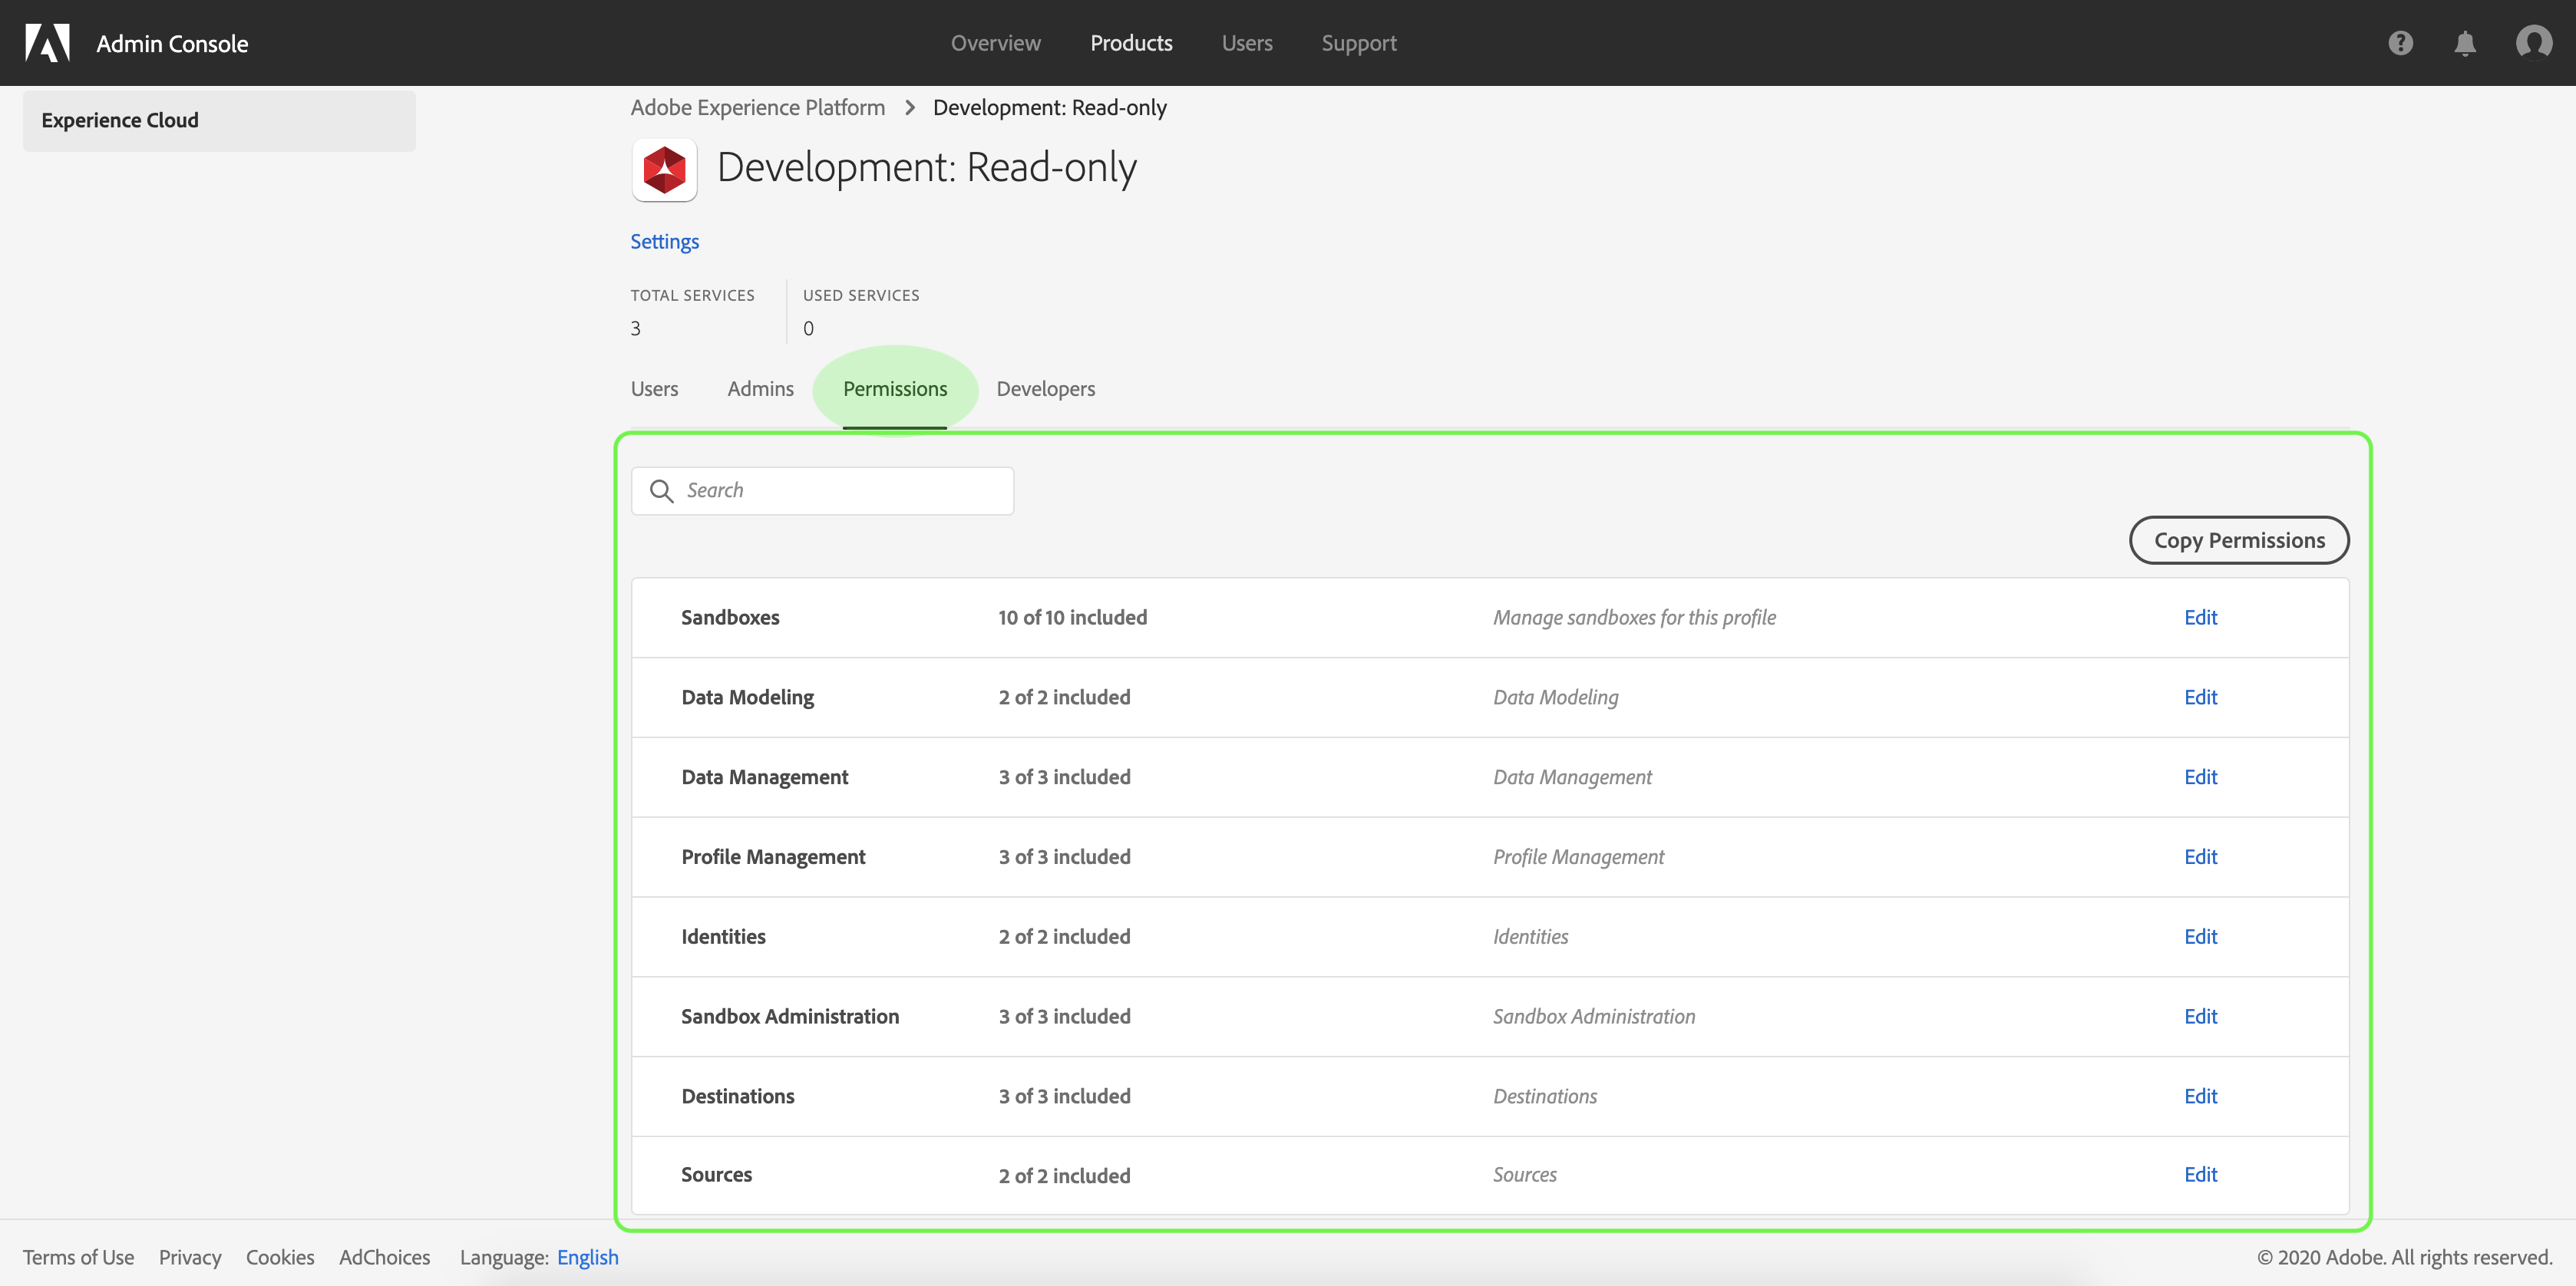 Admin Console
Overview Products Users Support
Experience Cloud
Adobe Experience Platform > Development: Read-only
Development: Read-only
Settings
TOTAL SERVICES USED SERVICES
3 0
Users Admins Permissions Developers
Search
Copy Permissions
Sandboxes 10 of 10 included Manage sandboxes for this profile Edit
Data Modeling 2 of 2 included Data Modeling Edit
Data Management 3 of 3 included Data Management Edit
Profile Management 3 of 3 included Profile Management Edit
Identities 2 of 2 included Identities Edit
Sandbox Administration 3 of 3 included Sandbox Administration Edit
Destinations 3 of 3 included Destinations Edit
Sources 2 of 2 included Sources Edit
Terms of Use Privacy Cookies AdChoices Language: English © 2020 Adobe. All rights reserved.